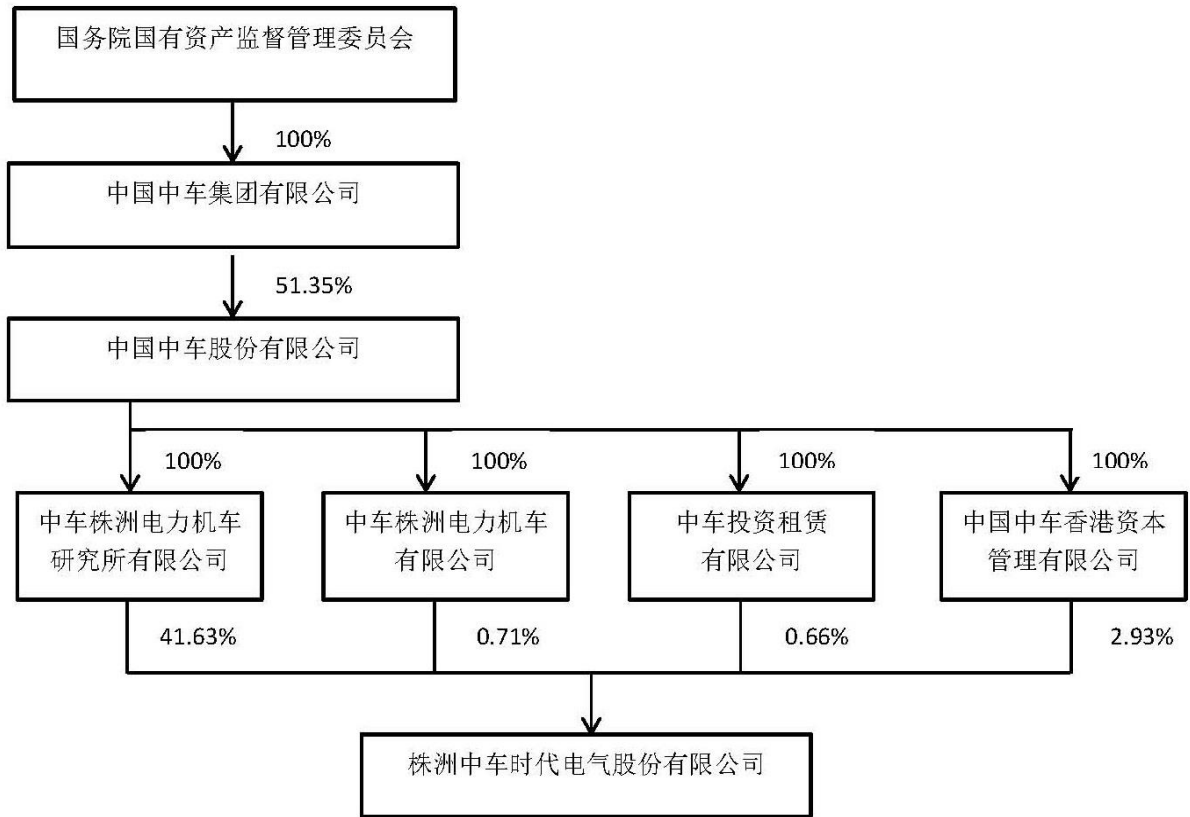 国务院国有资产监督管理委员会
100%
中国中车集团有限公司
51.35%
中国中车股份有限公司
100%
100%
100%
100%
中车株洲电力机车
研究所有限公司
中车株洲电力机车
有限公司
中车投资租赁
有限公司
中国中车香港资本
管理有限公司
41.63%
0.71%
0.66%
2.93%
株洲中车时代电气股份有限公司